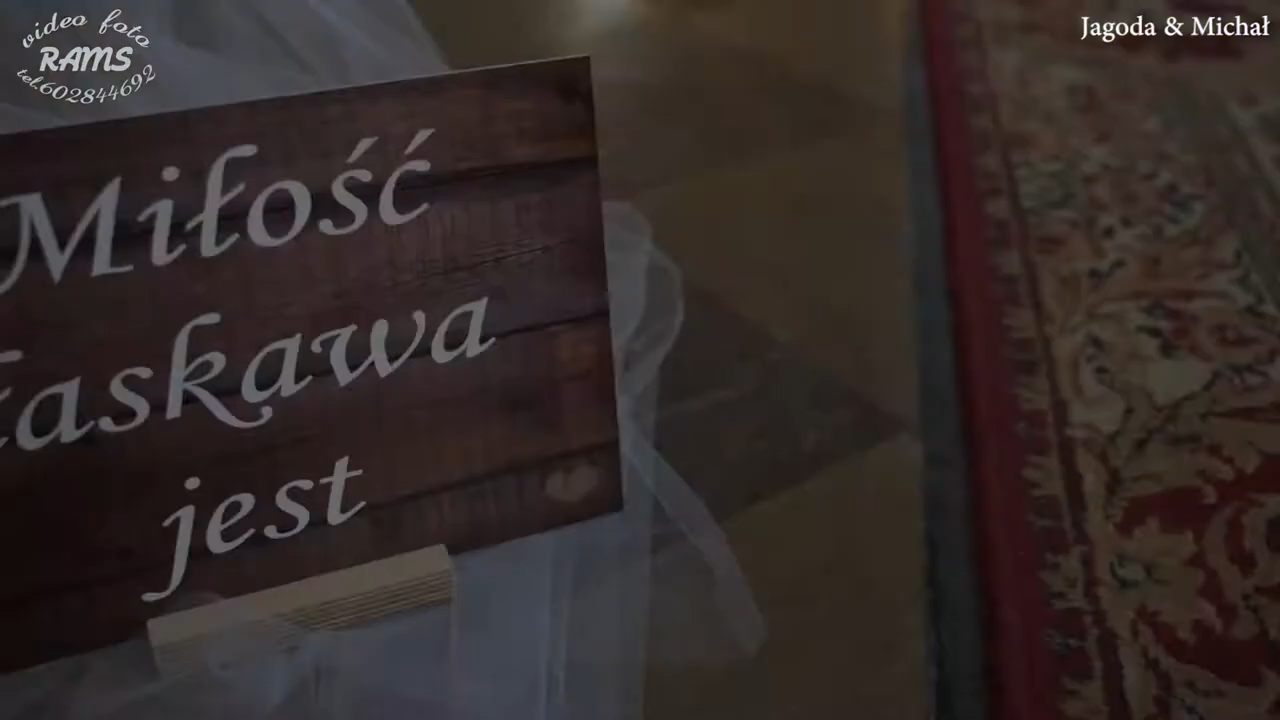 video foto
RAMS
tel.602844692
Jagoda & Michał
Miłość
łaskawa
jest